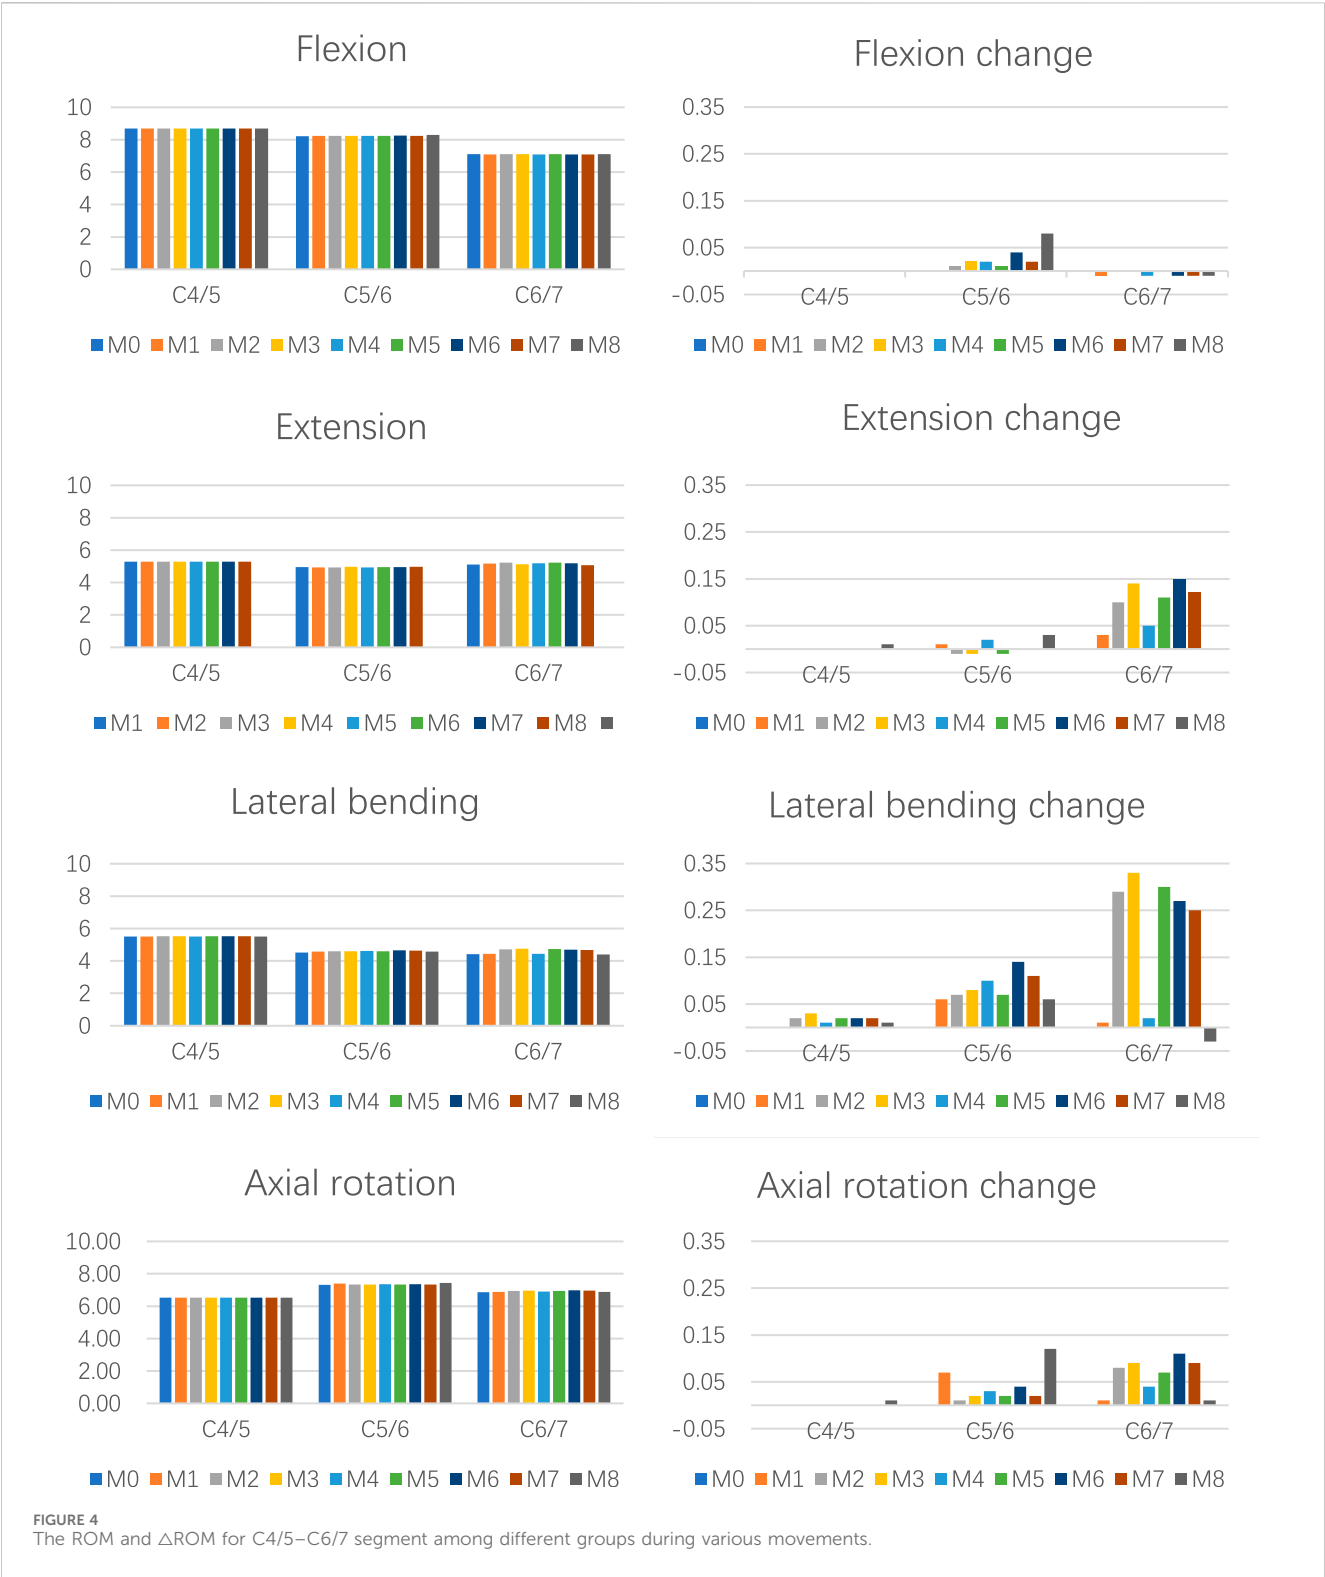 Flexion
10
8
6
4
2
0
C4/5 C5/6 C6/7
M0 M1 M2 M3 M4 M5 M6 M7 M8
Flexion change
0.35
0.25
0.15
0.05
-0.05
C4/5 C5/6 C6/7
M0 M1 M2 M3 M4 M5 M6 M7 M8
Extension
10
8
6
4
2
0
C4/5 C5/6 C6/7
M1 M2 M3 M4 M5 M6 M7 M8
Extension change
0.35
0.25
0.15
0.05
-0.05
C4/5 C5/6 C6/7
M0 M1 M2 M3 M4 M5 M6 M7 M8
Lateral bending
10
8
6
4
2
0
C4/5 C5/6 C6/7
M0 M1 M2 M3 M4 M5 M6 M7 M8
Lateral bending change
0.35
0.25
0.15
0.05
-0.05
C4/5 C5/6 C6/7
M0 M1 M2 M3 M4 M5 M6 M7 M8
Axial rotation
10.00
8.00
6.00
4.00
2.00
0.00
C4/5 C5/6 C6/7
M0 M1 M2 M3 M4 M5 M6 M7 M8
Axial rotation change
0.35
0.25
0.15
0.05
-0.05
C4/5 C5/6 C6/7
M0 M1 M2 M3 M4 M5 M6 M7 M8
FIGURE 4
The ROM and △ROM for C4/5–C6/7 segment among different groups during various movements.